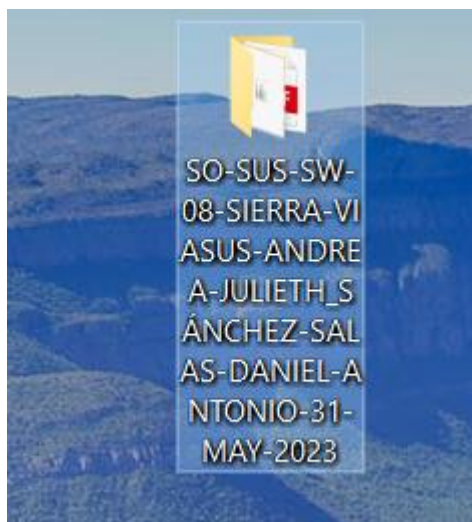 SO-SUS-SW-
08-SIERRA-VI
ASUS-ANDRE
A-JULIETH_S
ÁNCHEZ-SAL
AS-DANIEL-A
NTONIO-31-
MAY-2023